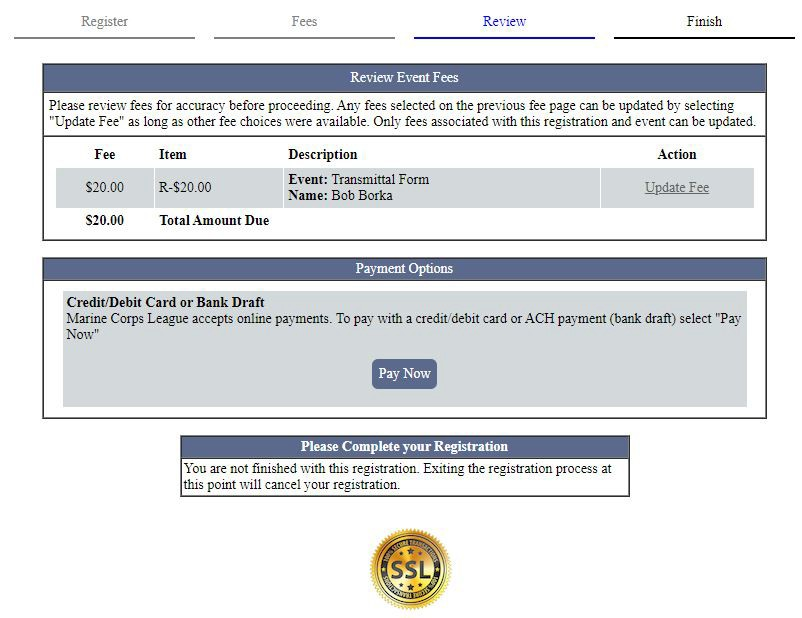 Register Fees Review Finish
Review Event Fees
Please review fees for accuracy before proceeding. Any fees selected on the previous fee page can be updated by selecting
"Update Fee" as long as other fee choices were available. Only fees associated with this registration and event can be updated.
Fee Item Description Action
$20.00 R-$20.00 Event: Transmittal Form
Name: Bob Borka Update Fee
$20.00 Total Amount Due
Payment Options
Credit/Debit Card or Bank Draft
Marine Corps League accepts online payments. To pay with a credit/debit card or ACH payment (bank draft) select "Pay
Now"
Pay Now
Please Complete your Registration
You are not finished with this registration. Exiting the registration process at
this point will cancel your registration.
SSL